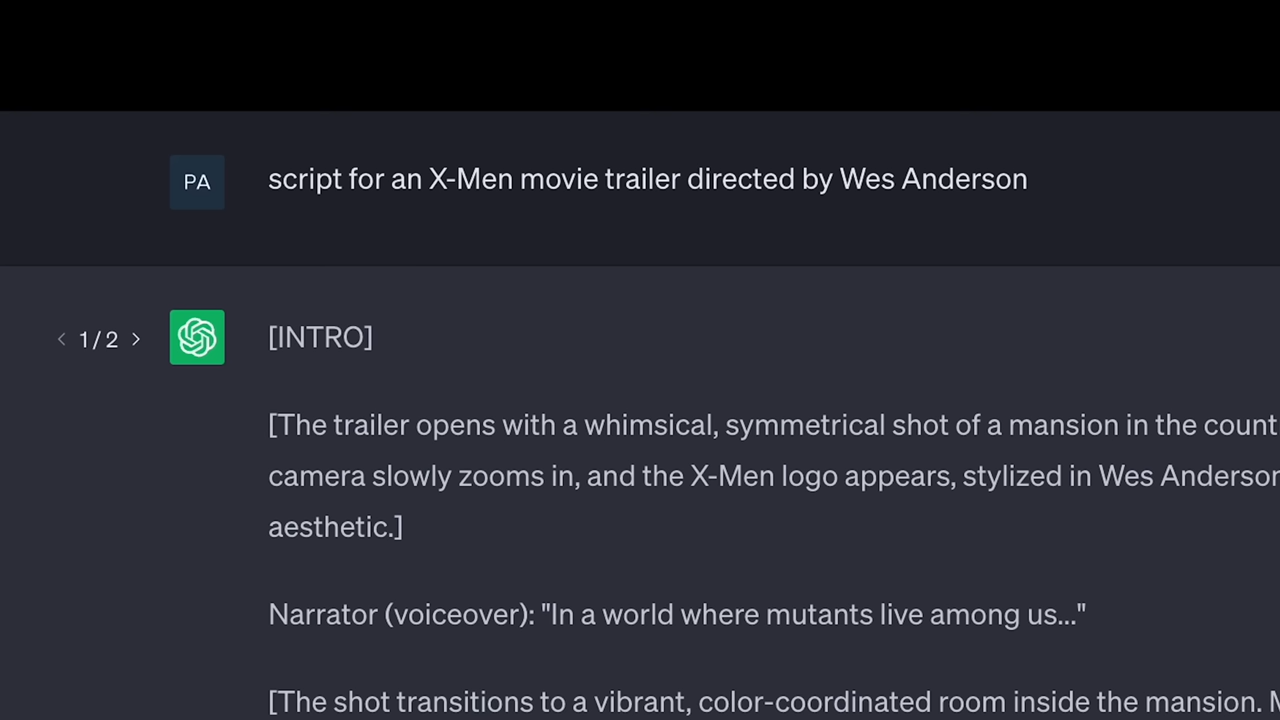 PA
script for an X-Men movie trailer directed by Wes Anderson
< 1/2 >
[INTRO]
[The trailer opens with a whimsical, symmetrical shot of a mansion in the count
camera slowly zooms in, and the X-Men logo appears, stylized in Wes Anderson
aesthetic.]
Narrator (voiceover): "In a world where mutants live among us..."
[The shot transitions to a vibrant, color-coordinated room inside the mansion.